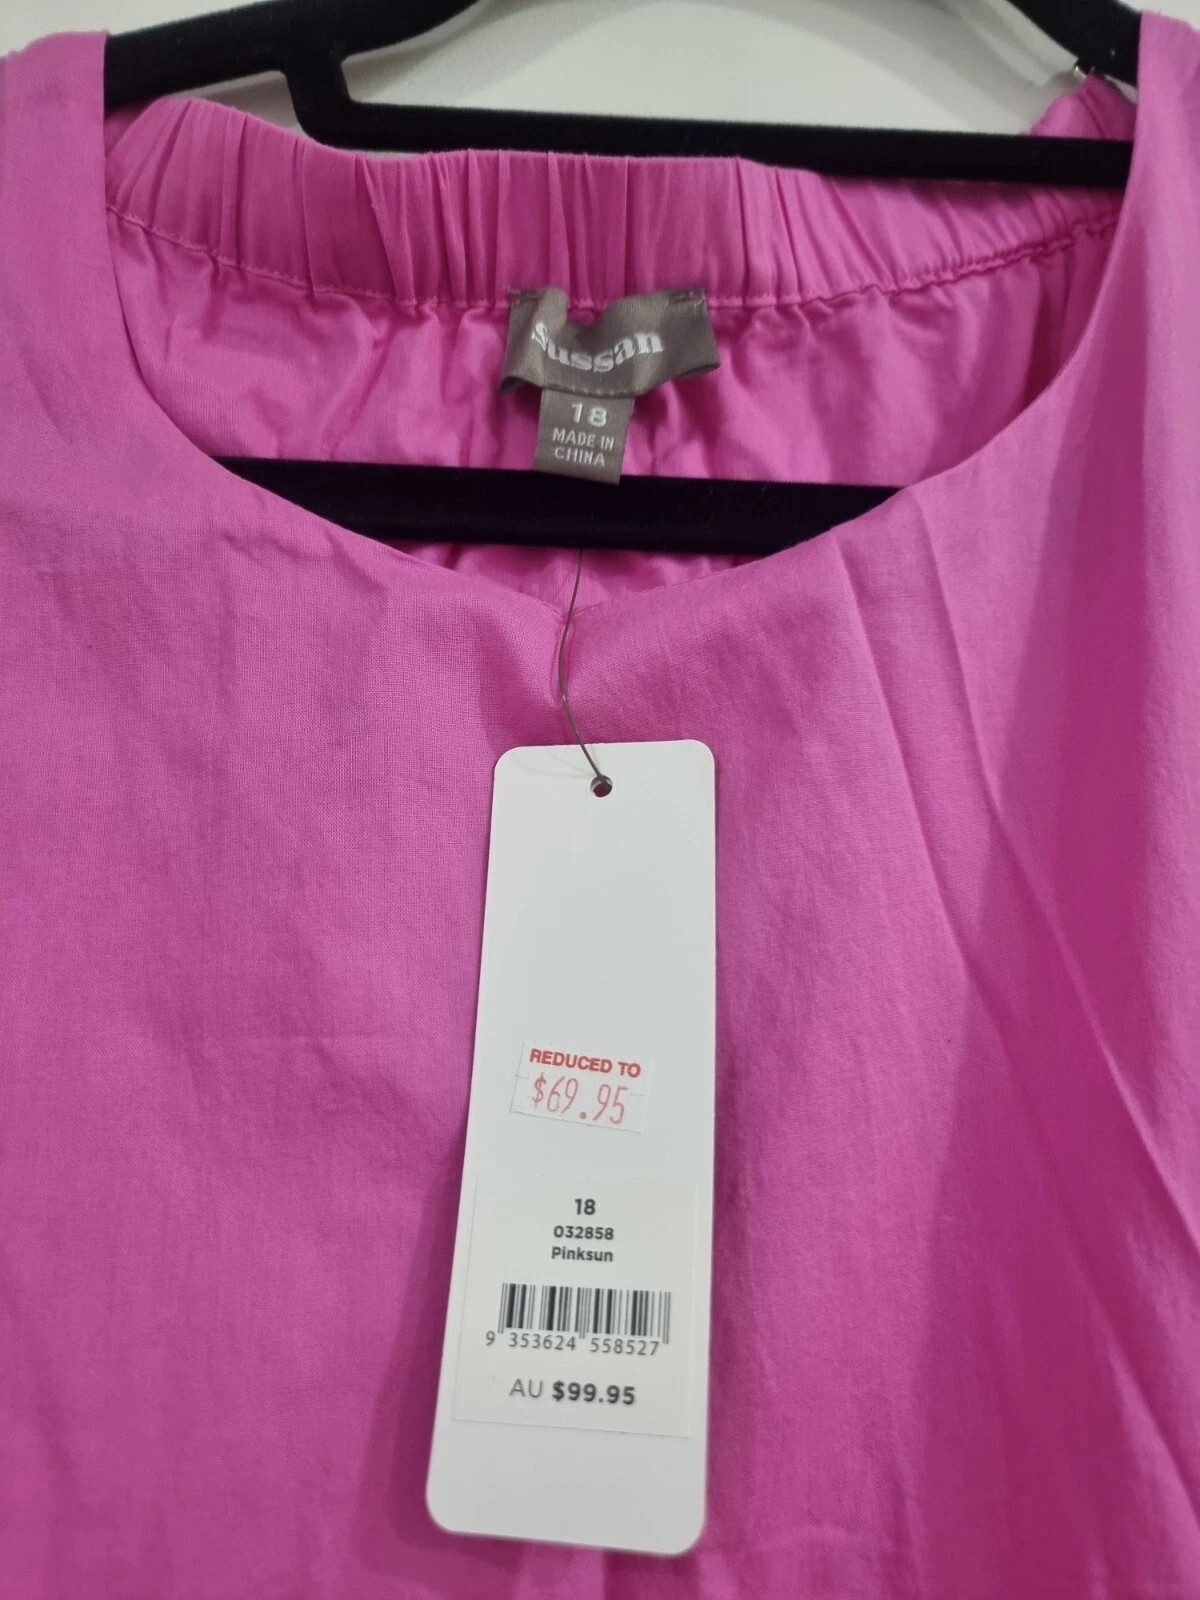 Sussan
18
MADE IN
CHINA
REDUCED TO
$69.95
18
032858
Pinksun
9 353624 558527
AU $99.95